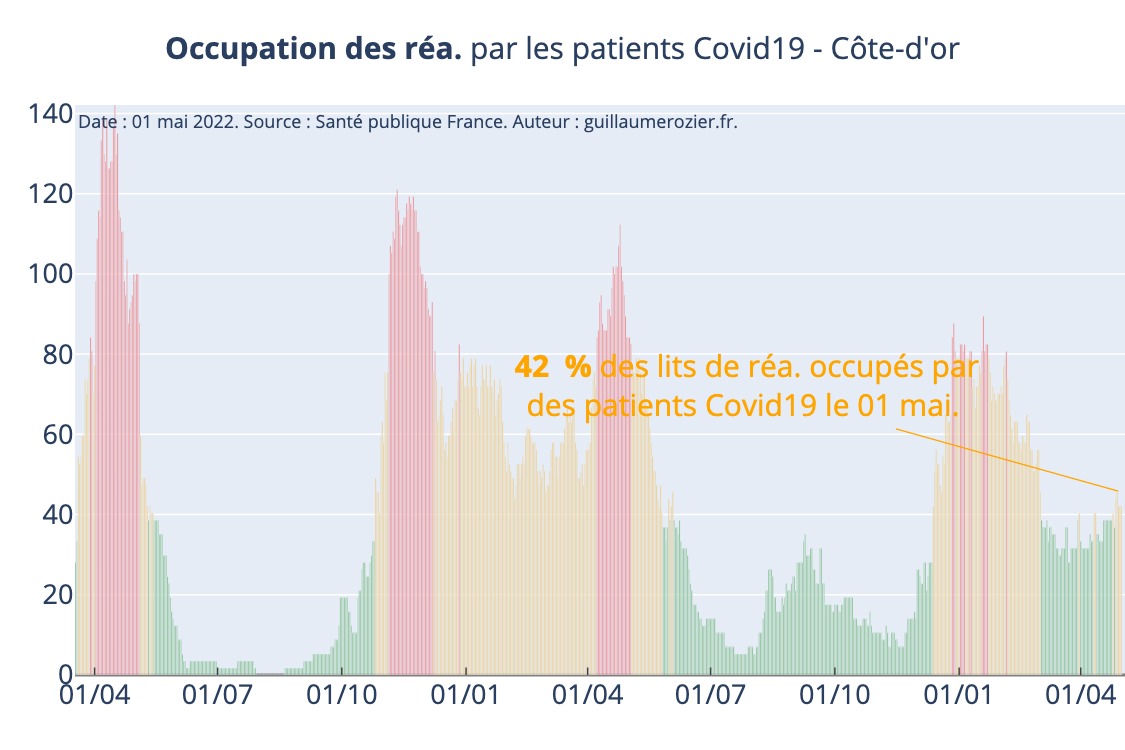 Occupation des réa. par les patients Covid19 - Côte-d'or
140
Date : 01 mai 2022. Source : Santé publique France. Auteur : guillaumerozier.fr.
120
100
80
42 % des lits de réa. occupés par
des patients Covid19 le 01 mai.
60
40
20
0
01/04 01/07 01/10 01/01 01/04 01/07 01/10 01/01 01/04